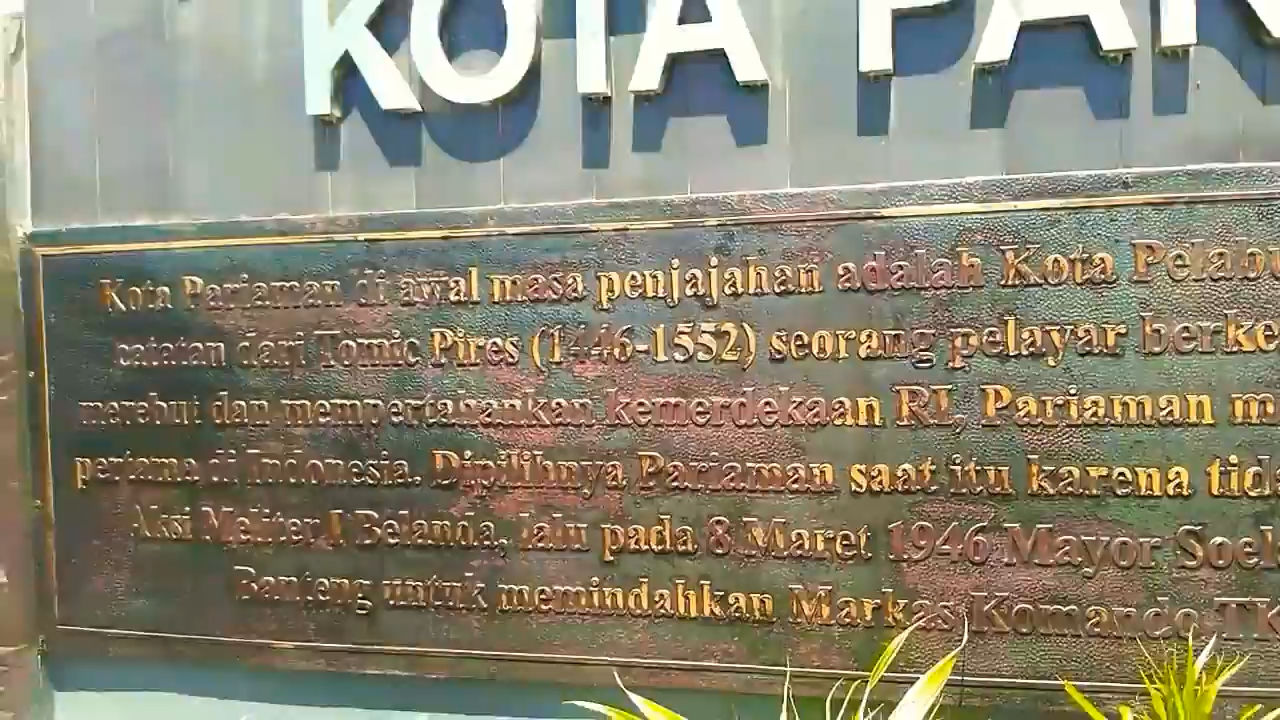 KOTA PAR
Kota Pariaman di awal masa penjajahan adalah Kota Pelabu
catatan dari Tomic Pires (1446-1552) seorang pelayar berke
merebut dan mempertahankan kemerdekaan RI, Pariaman m
pertama di Indonesia. Dipilihnya Pariaman saat itu karena tid
Aksi Meliter I Belanda, lalu pada 8 Maret 1946 Mayor Soel
Banteng untuk memindahkan Markas Komando TK